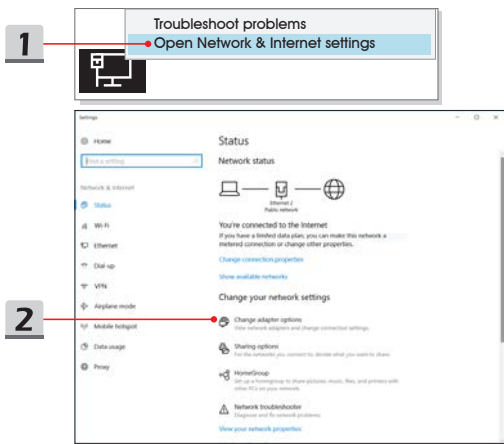 1
Troubleshoot problems
Open Network & Internet settings
Settings
Home
Find a setting
Network & Internet
Status
Wi-Fi
Ethernet
Dial-up
VPN
Airplane mode
Mobile hotspot
Data usage
Proxy
Status
Network status
Ethernet 2
Public network
You're connected to the Internet
If you have a limited data plan, you can make this network a
metered connection or change other properties.
Change connection properties
Show available networks
Change your network settings
2
Change adapter options
View network adapters and change connection settings.
Sharing options
For the networks you connect to, decide what you want to share.
HomeGroup
Set up a homegroup to share pictures, music, files, and printers with
other PCs on your network.
Network troubleshooter
Diagnose and fix network problems.
View your network properties